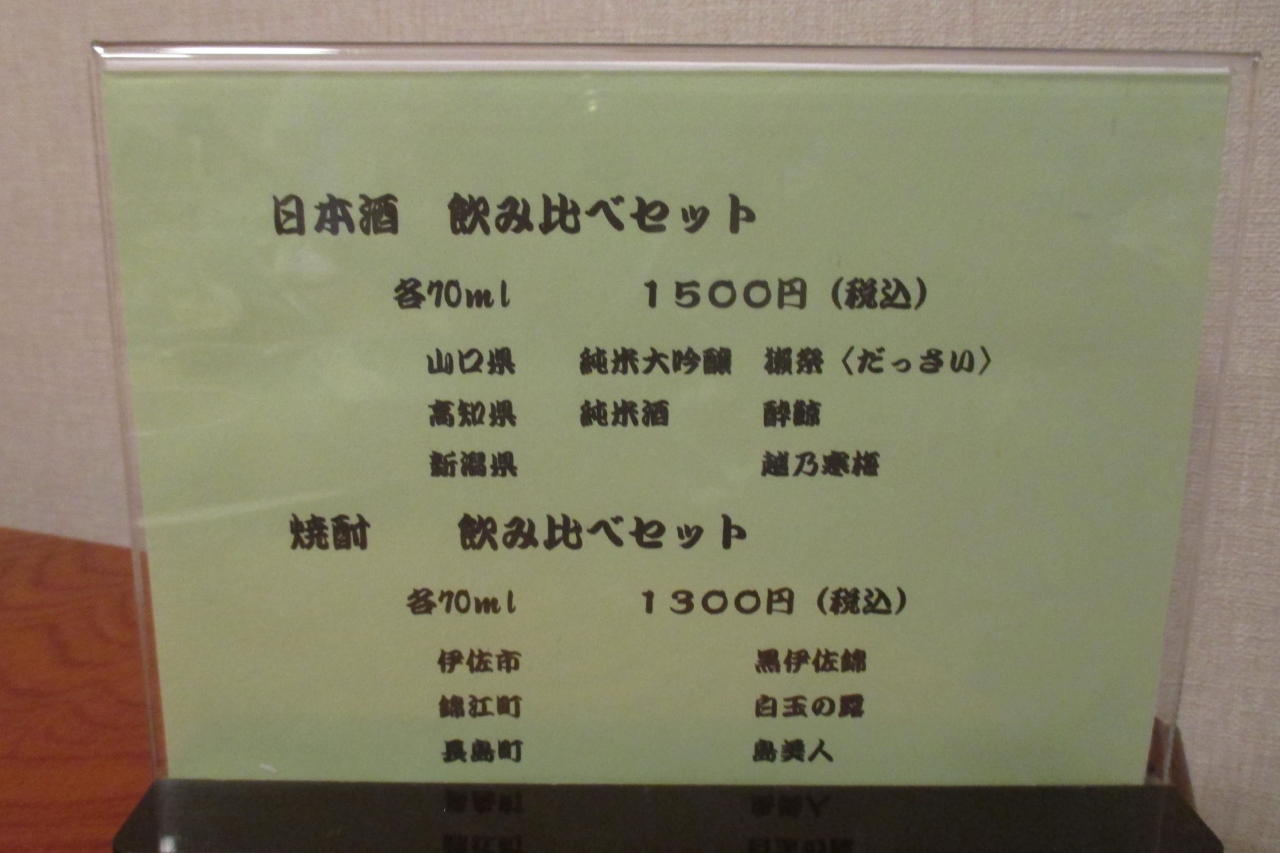 日本酒　飲み比べセット
各70ml　１５００円（税込）
山口県　純米大吟醸　獺祭〈だっさい〉
高知県　純米酒　酔鯨
新潟県　越乃寒梅
焼酎　飲み比べセット
各70ml　１３００円（税込）
伊佐市　黒伊佐錦
錦江町　白玉の露
長島町　島美人